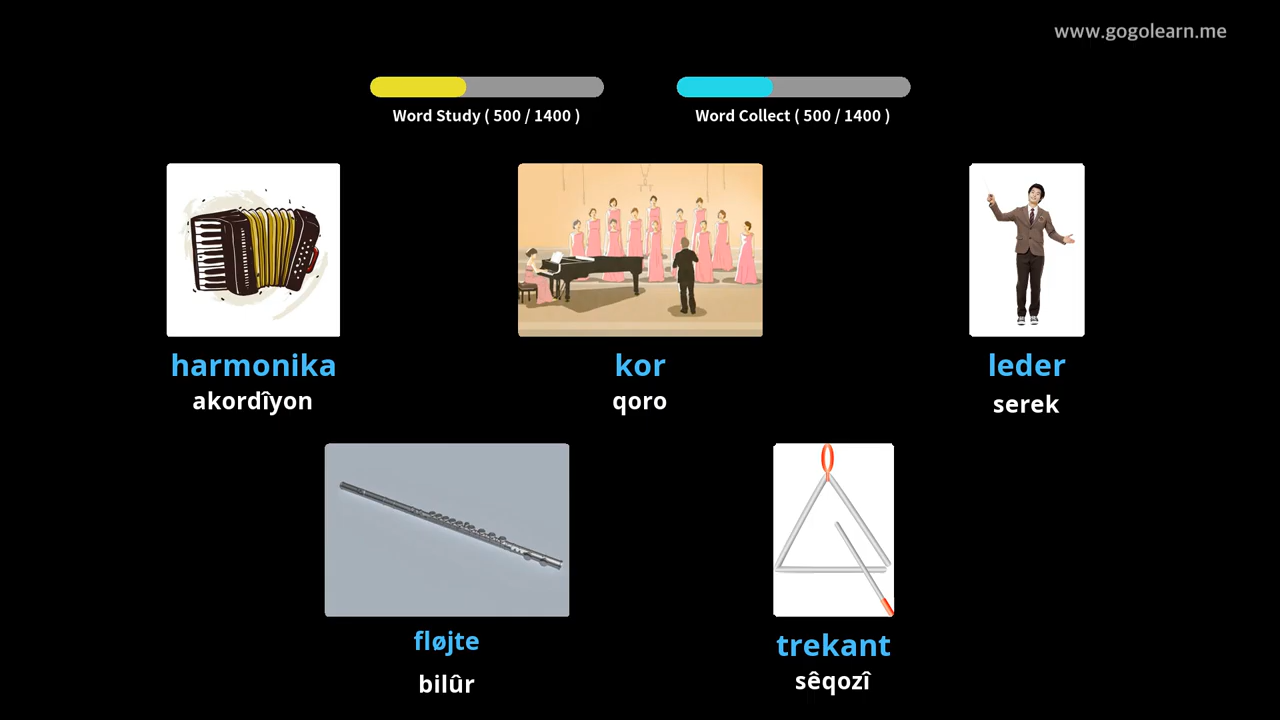 www.gogolearn.me
Word Study ( 500 / 1400 )
Word Collect ( 500 / 1400 )
harmonika
akordîyon
kor
qoro
leder
serek
fløjte
bilûr
trekant
sêqozî